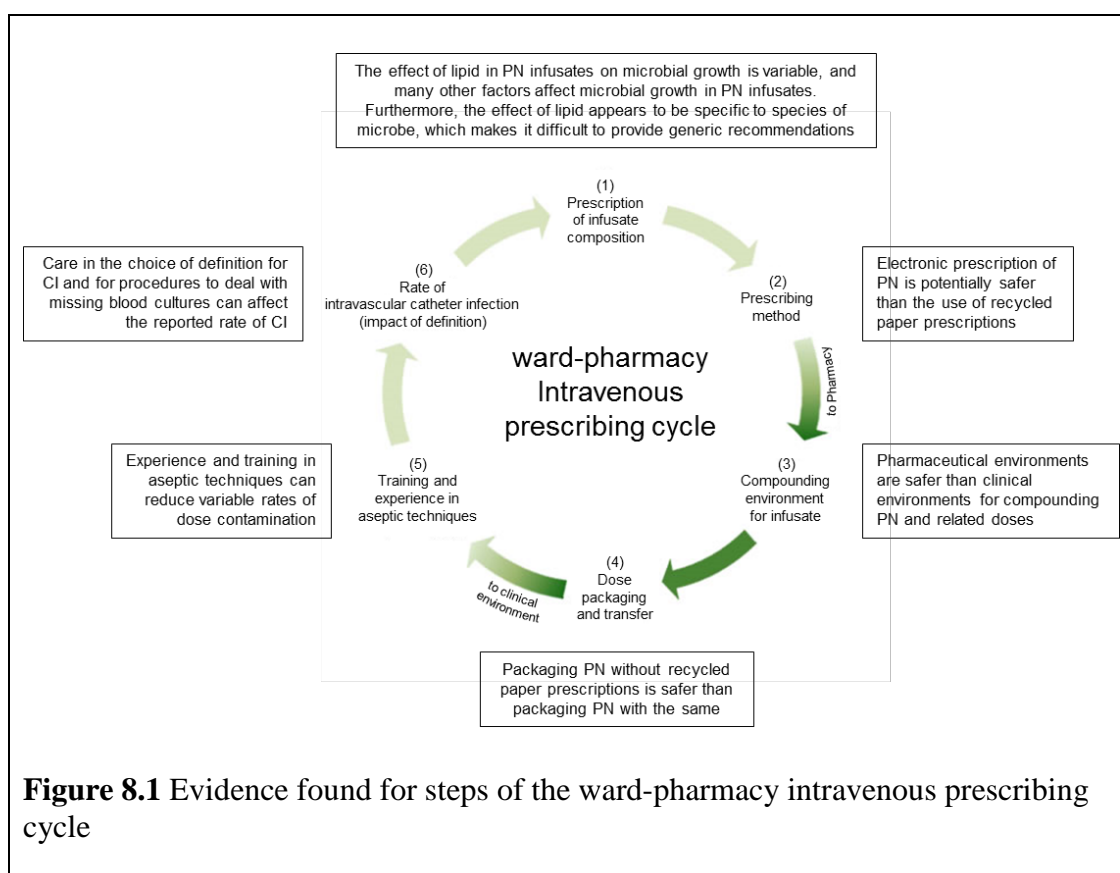 The effect of lipid in PN infusates on microbial growth is variable, and
many other factors affect microbial growth in PN infusates.
Furthermore, the effect of lipid appears to be specific to species of
microbe, which makes it difficult to provide generic recommendations
(1)
Prescription
of infusate
composition
Care in the choice of definition for
CI and for procedures to deal with
missing blood cultures can affect
the reported rate of CI
(6)
Rate of
intravascular catheter infection
(impact of definition)
(2)
Prescribing
method
Electronic prescription of
PN is potentially safer
than the use of recycled
paper prescriptions
ward-pharmacy
Intravenous
prescribing cycle
to Pharmacy
Experience and training in
aseptic techniques can
reduce variable rates of
dose contamination
(5)
Training and
experience in
aseptic techniques
(3)
Compounding
environment
for infusate
Pharmaceutical environments
are safer than clinical
environments for compounding
PN and related doses
(4)
Dose
packaging
and transfer
to clinical
environment
Packaging PN without recycled
paper prescriptions is safer than
packaging PN with the same
Figure 8.1 Evidence found for steps of the ward-pharmacy intravenous prescribing
cycle